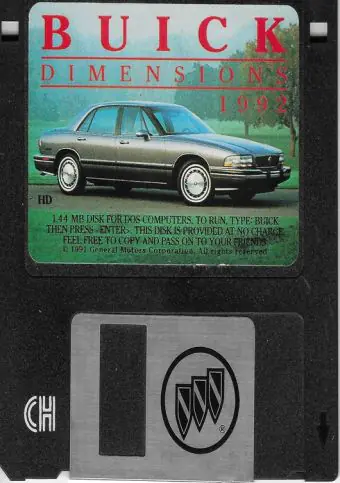 BUICK
DIMENSIONS
1992
HD
1.44 MB DISK FOR DOS COMPUTERS. TO RUN, TYPE: BUICK
THEN PRESS <ENTER>. THIS DISK IS PROVIDED AT NO CHARGE.
FEEL FREE TO COPY AND PASS ON TO YOUR FRIENDS.
© 1991 General Motors Corporation. All rights reserved
CH
®